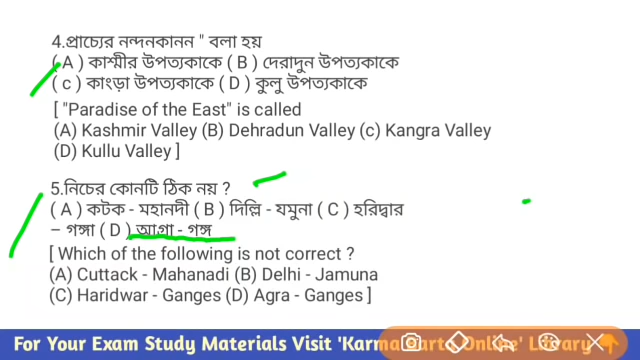 4.প্রাচ্যের নন্দনকানন " বলা হয়
( A ) কাশ্মীর উপত্যকাকে ( B ) দেরাদুন উপত্যকাকে
( c ) কাংড়া উপত্যকাকে ( D ) কুলু উপত্যকাকে
[ "Paradise of the East" is called
(A) Kashmir Valley (B) Dehradun Valley (c) Kangra Valley
(D) Kullu Valley ]
5.নিচের কোনটি ঠিক নয় ?
( A ) কটক - মহানদী ( B ) দিল্লি - যমুনা ( C ) হরিদ্বার
– গঙ্গা ( D ) আগ্রা - গঙ্গ
[ Which of the following is not correct ?
(A) Cuttack - Mahanadi (B) Delhi - Jamuna
(C) Haridwar - Ganges (D) Agra - Ganges ]
For Your Exam Study Materials Visit 'Karma Barta Online' Library